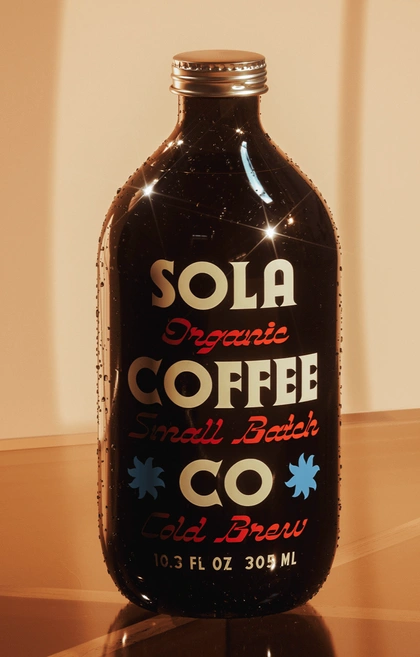 SOLA
Organic
COFFEE
Small Batch
CO
Cold Brew
10.3 FL OZ 305 ML